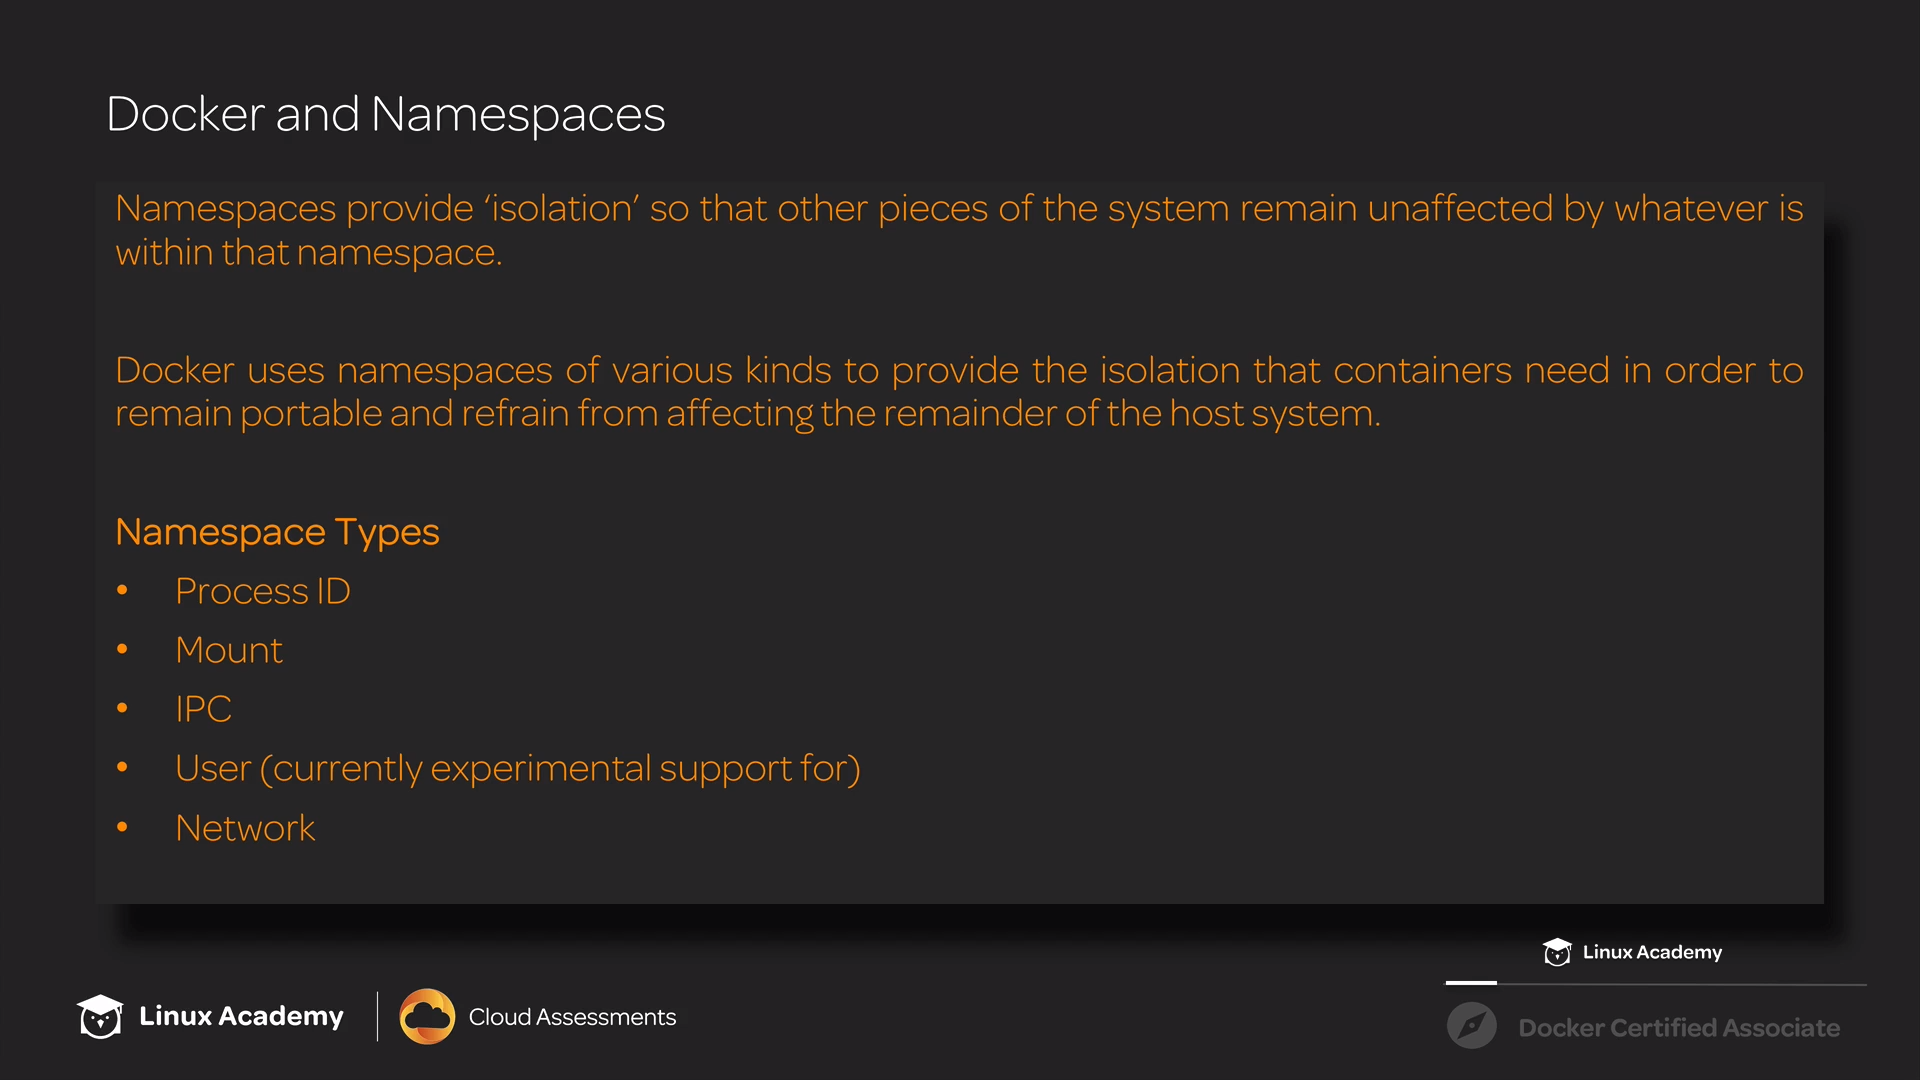 Docker and Namespaces
Namespaces provide ‘isolation’ so that other pieces of the system remain unaffected by whatever is
within that namespace.
Docker uses namespaces of various kinds to provide the isolation that containers need in order to
remain portable and refrain from affecting the remainder of the host system.
Namespace Types
• Process ID
• Mount
• IPC
• User (currently experimental support for)
• Network
Linux Academy
Linux Academy
Cloud Assessments
Docker Certified Associate